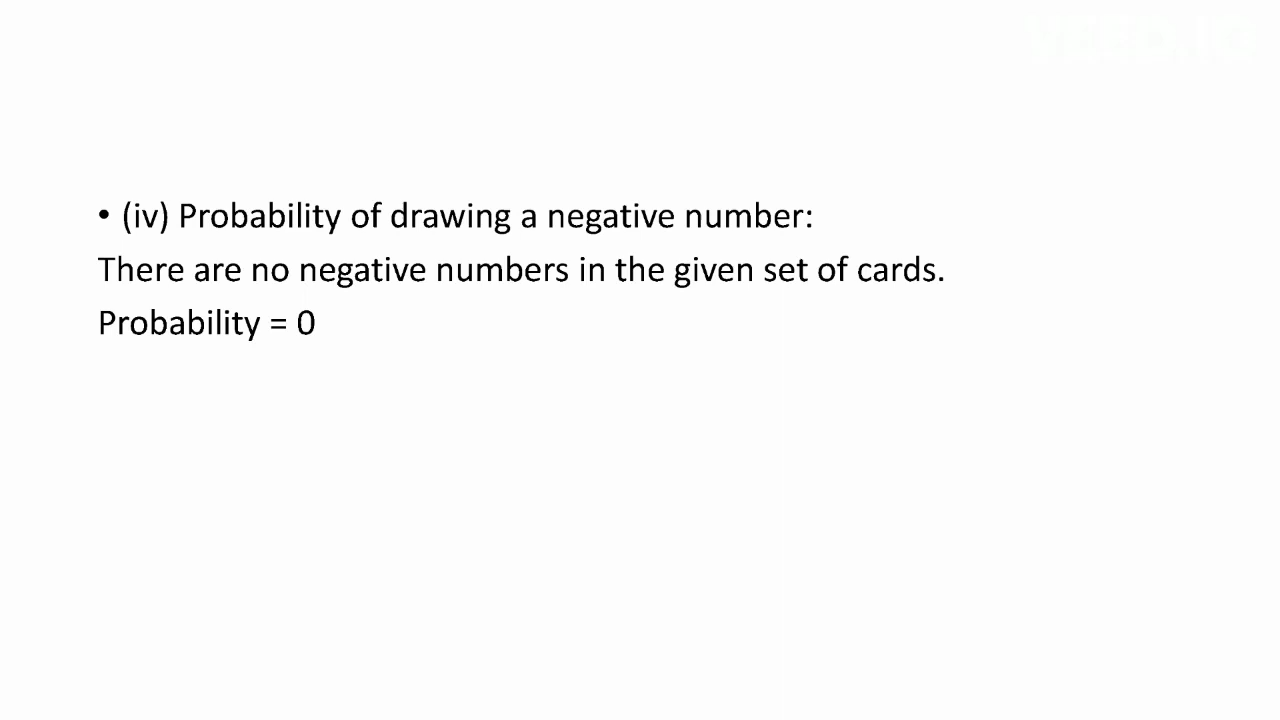 • (iv) Probability of drawing a negative number:
There are no negative numbers in the given set of cards.
Probability = 0